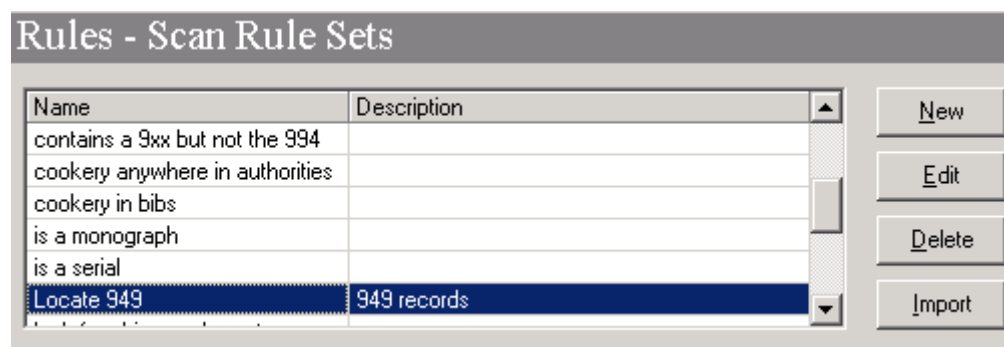 Rules - Scan Rule Sets
Name Description
contains a 9xx but not the 994
cookery anywhere in authorities
cookery in bibs
is a monograph
is a serial
Locate 949 949 records
New
Edit
Delete
Import